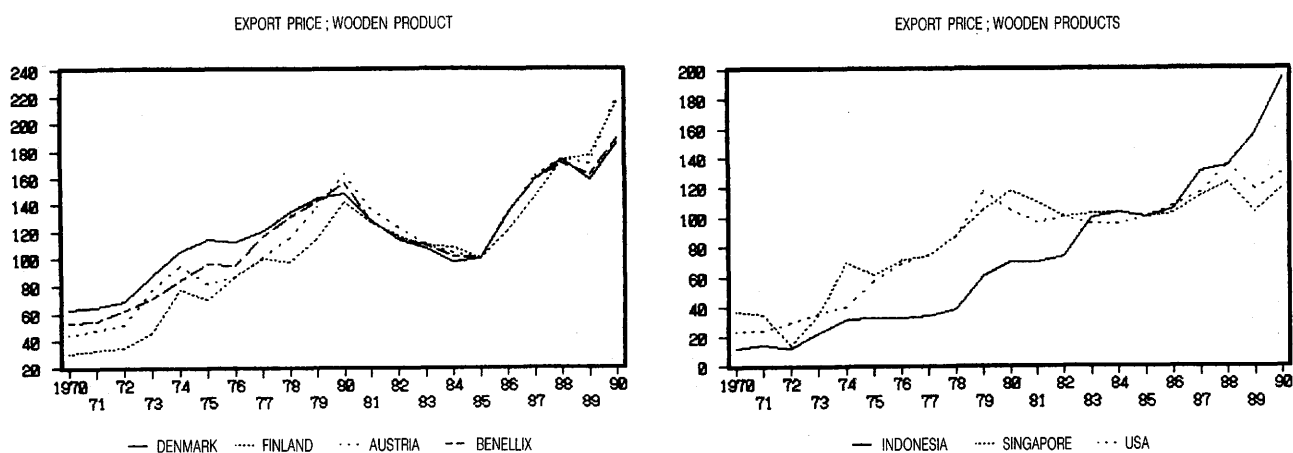 EXPORT PRICE ; WOODEN PRODUCT
240
220
200
180
160
140
120
100
80
60
40
20
1970 72 74 76 78 80 82 84 86 88 90
71 73 75 77 79 81 83 85 87 89
DENMARK FINLAND AUSTRIA BENELLIX
EXPORT PRICE ; WOODEN PRODUCTS
200
180
160
140
120
100
80
60
40
20
0
1970 72 74 76 78 80 82 84 86 88 90
71 73 75 77 79 81 83 85 87 89
INDONESIA SINGAPORE USA